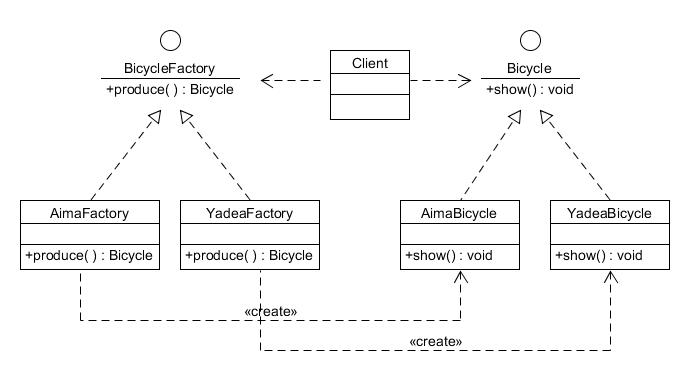 BicycleFactory
+produce( ) : Bicycle
Client
Bicycle
+show() : void
AimaFactory
+produce( ) : Bicycle
YadeaFactory
+produce( ) : Bicycle
AimaBicycle
+show() : void
YadeaBicycle
+show() : void
«create»
«create»